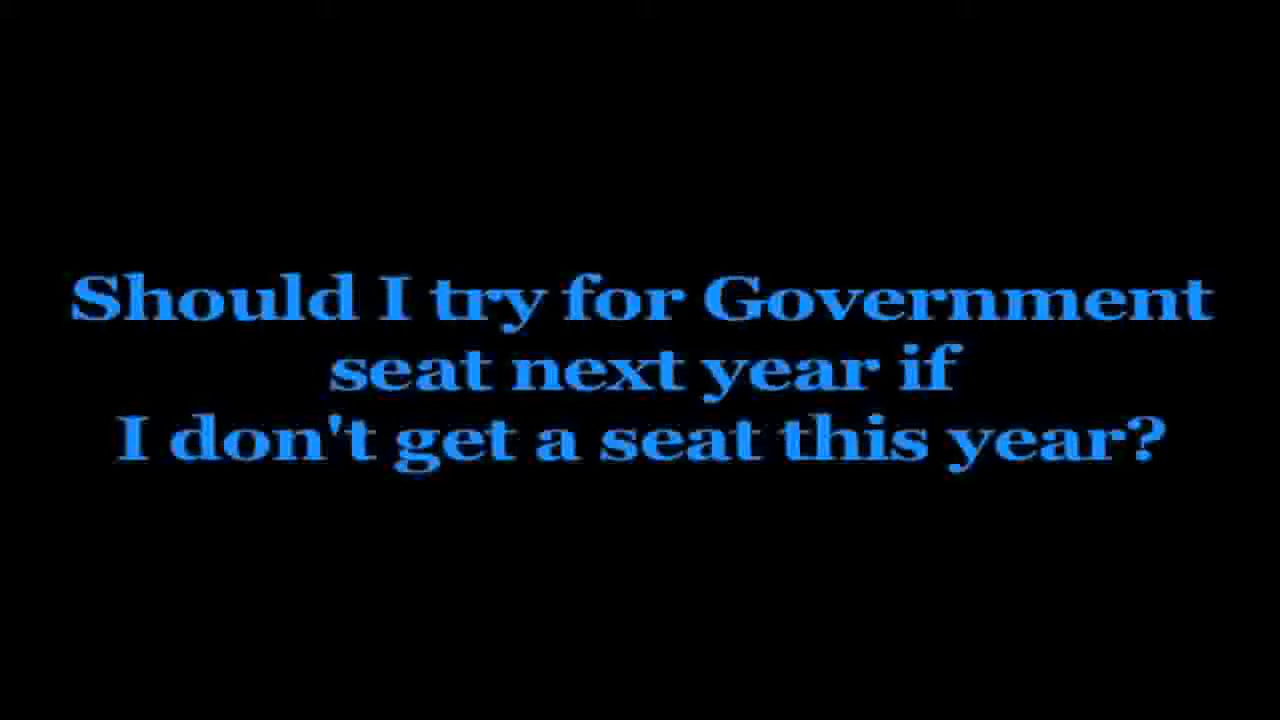 Should I try for Government
seat next year if
I don't get a seat this year?